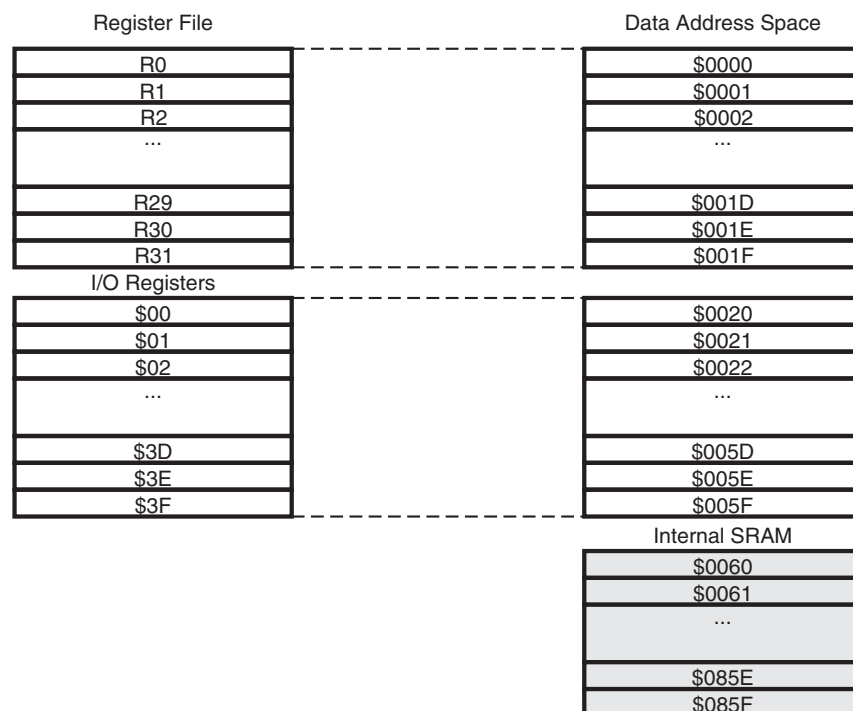 Register File
Data Address Space
R0
$0000
R1
$0001
R2
$0002
...
...
R29
$001D
R30
$001E
R31
$001F
I/O Registers
$00
$0020
$01
$0021
$02
$0022
...
...
$3D
$005D
$3E
$005E
$3F
$005F
Internal SRAM
$0060
$0061
...
$085E
$085F